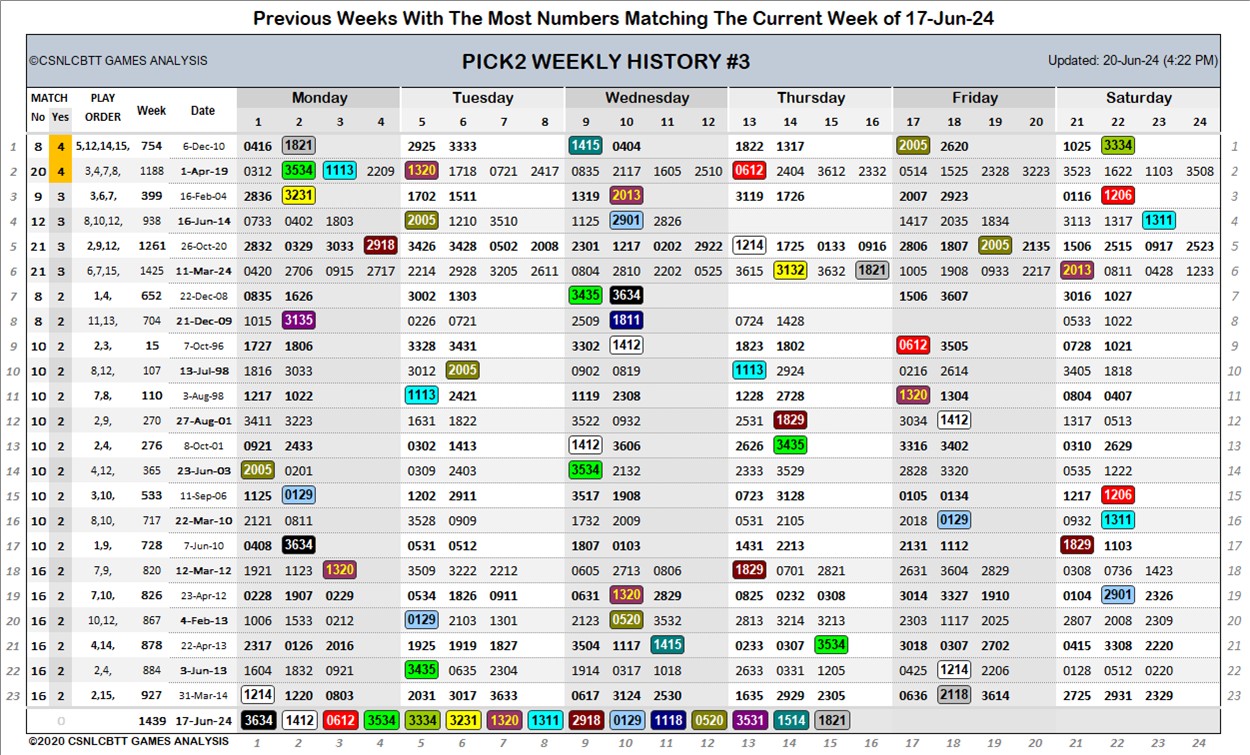 Previous Weeks With The Most Numbers Matching The Current Week of 17-Jun-24
©CSNLCBTT GAMES ANALYSIS PICK2 WEEKLY HISTORY #3 Updated: 20-Jun-24 (4:22 PM)
MATCH PLAY Week Date Monday Tuesday Wednesday Thursday Friday Saturday
No Yes ORDER 1 2 3 4 5 6 7 8 9 10 11 12 13 14 15 16 17 18 19 20 21 22 23 24
1 8 4 5,12,14,15, 754 6-Dec-10 0416 1821 2925 3333 1415 0404 1822 1317 2005 2620 1025 3334 1
2 20 4 3,4,7,8, 1188 1-Apr-19 0312 3534 1113 2209 1320 1718 0721 2417 0835 2117 1605 2510 0612 2404 3612 2332 0514 1525 2328 3223 3523 1622 1103 3508 2
3 9 3 3,6,7, 399 16-Feb-04 2836 3231 1702 1511 1319 2013 3119 1726 2007 2923 0116 1206 3
4 12 3 8,10,12, 938 16-Jun-14 0733 0402 1803 2005 1210 3510 1125 2901 2826 1417 2035 1834 3113 1317 1311 4
5 21 3 2,9,12, 1261 26-Oct-20 2832 0329 3033 2918 3426 3428 0502 2008 2301 1217 0202 2922 1214 1725 0133 0916 2806 1807 2005 2135 1506 2515 0917 2523 5
6 21 3 6,7,15, 1425 11-Mar-24 0420 2706 0915 2717 2214 2928 3205 2611 0804 2810 2202 0525 3615 3132 3632 1821 1005 1908 0933 2217 2013 0811 0428 1233 6
7 8 2 1,4, 652 22-Dec-08 0835 1626 3002 1303 3435 3634 1506 3607 3016 1027 7
8 8 2 11,13, 704 21-Dec-09 1015 3135 0226 0721 2509 1811 0724 1428 0533 1022 8
9 10 2 2,3, 15 7-Oct-96 1727 1806 3328 3431 3302 1412 1823 1802 0612 3505 0728 1021 9
10 10 2 8,12, 107 13-Jul-98 1816 3033 3012 2005 0902 0819 1113 2924 0216 2614 3405 1818 10
11 10 2 7,8, 110 3-Aug-98 1217 1022 1113 2421 1119 2308 1228 2728 1320 1304 0804 0407 11
12 10 2 2,9, 270 27-Aug-01 3411 3223 1631 1822 3522 0932 2531 1829 3034 1412 1317 0513 12
13 10 2 2,4, 276 8-Oct-01 0921 2433 0302 1413 1412 3606 2626 3435 3316 3402 0310 2629 13
14 10 2 4,12, 365 23-Jun-03 2005 0201 0309 2403 3534 2132 2333 3529 2828 3320 0535 1222 14
15 10 2 3,10, 533 11-Sep-06 1125 0129 1202 2911 3517 1908 0723 3128 0105 0134 1217 1206 15
16 10 2 8,10, 717 22-Mar-10 2121 0811 3528 0909 1732 2009 0531 2105 2018 0129 0932 1311 16
17 10 2 1,9, 728 7-Jun-10 0408 3634 0531 0512 1807 0103 1431 2213 2131 1112 1829 1103 17
18 16 2 7,9, 820 12-Mar-12 1921 1123 1320 3509 3222 2212 0605 2713 0806 1829 0701 2821 2631 3604 2829 0308 0736 1423 18
19 16 2 7,10, 826 23-Apr-12 0228 1907 0229 0534 1826 0911 0631 1320 2829 0825 0232 0308 3014 3327 1910 0104 2901 2326 19
20 16 2 10,12, 867 4-Feb-13 1006 1533 0212 0129 2103 1301 2123 0520 3532 2813 3214 3213 2303 1117 2025 2807 2008 2309 20
21 16 2 4,14, 878 22-Apr-13 2317 0126 2016 1925 1919 1827 3504 1117 1415 0233 0307 3534 0318 0307 2702 0415 3308 2220 21
22 16 2 2,4, 884 3-Jun-13 1604 1832 0921 3435 0635 2304 1914 0317 1018 2633 0331 1205 0425 1214 2206 0128 0512 0220 22
23 16 2 2,15, 927 31-Mar-14 1214 1220 0803 2031 3017 3633 0617 3124 2530 1635 2929 2305 0636 2118 3614 2725 2931 2329 23
0 1439 17-Jun-24 3634 1412 0612 3534 3334 3231 1320 1311 2918 0129 1118 0520 3531 1514 1821
©2020 CSNLCBTT GAMES ANALYSIS 1 2 3 4 5 6 7 8 9 10 11 12 13 14 15 16 17 18 19 20 21 22 23 24